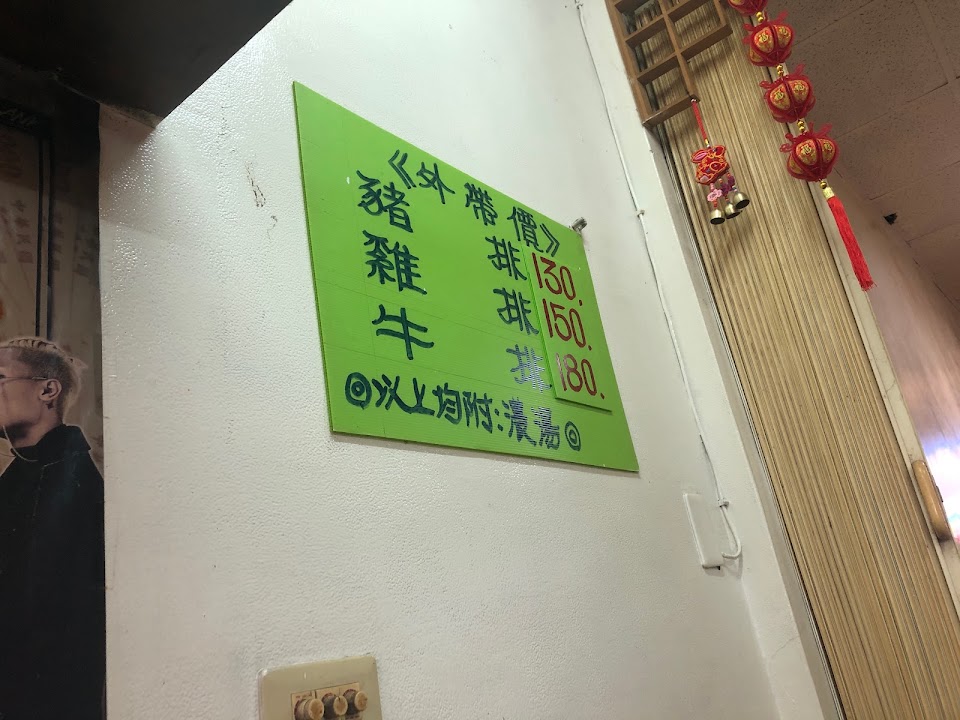 《外帶價》
豬排 130.
雞排 150.
牛排 180.
◎以上均附:濃湯◎